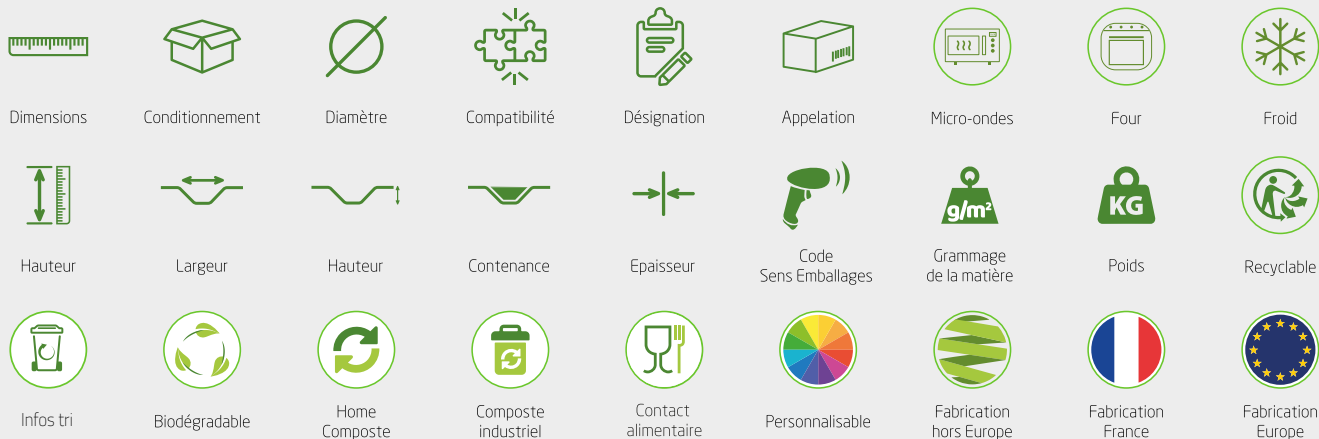 Dimensions
Conditionnement
Diamètre
Compatibilité
Désignation
Appelation
Micro-ondes
Four
Froid
g/m²
KG
Hauteur
Largeur
Hauteur
Contenance
Epaisseur
Code
Sens Emballages
Grammage
de la matière
Poids
Recyclable
Infos tri
Biodégradable
Home
Composte
Composte
industriel
Contact
alimentaire
Personnalisable
Fabrication
hors Europe
Fabrication
France
Fabrication
Europe